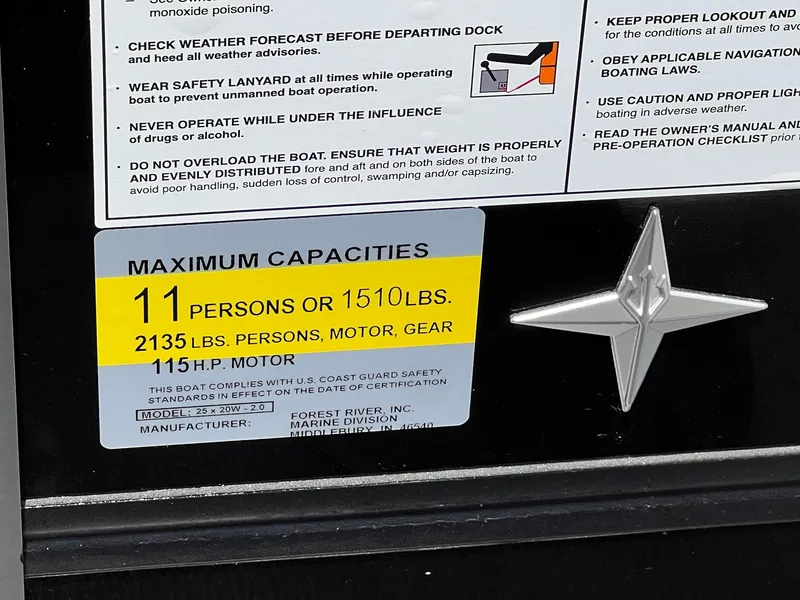 monoxide poisoning.
· CHECK WEATHER FORECAST BEFORE DEPARTING DOCK
and heed all weather advisories.
· WEAR SAFETY LANYARD at all times while operating
boat to prevent unmanned boat operation.
· NEVER OPERATE WHILE UNDER THE INFLUENCE
of drugs or alcohol.
· DO NOT OVERLOAD THE BOAT. ENSURE THAT WEIGHT IS PROPERLY
AND EVENLY DISTRIBUTED fore and aft and on both sides of the boat to
avoid poor handling, sudden loss of control, swamping and/or capsizing.
· KEEP PROPER LOOKOUT AND
for the conditions at all times to
· OBEY APPLICABLE NAVIGATION
BOATING LAWS.
· USE CAUTION AND PROPER
boating in adverse weather.
· READ THE OWNER'S MANUAL AND
PRE-OPERATION CHECKLIST prior
MAXIMUM CAPACITIES
11 PERSONS OR 1510 LBS.
2135 LBS. PERSONS, MOTOR, GEAR
115 H.P. MOTOR
THIS BOAT COMPLIES WITH U.S. COAST GUARD SAFETY
STANDARDS IN EFFECT ON THE DATE OF CERTIFICATION
MODEL: 25 x 20W - 2.0
MANUFACTURER: FOREST RIVER, INC.
MARINE DIVISION
MIDDLEBURY, IN 46540